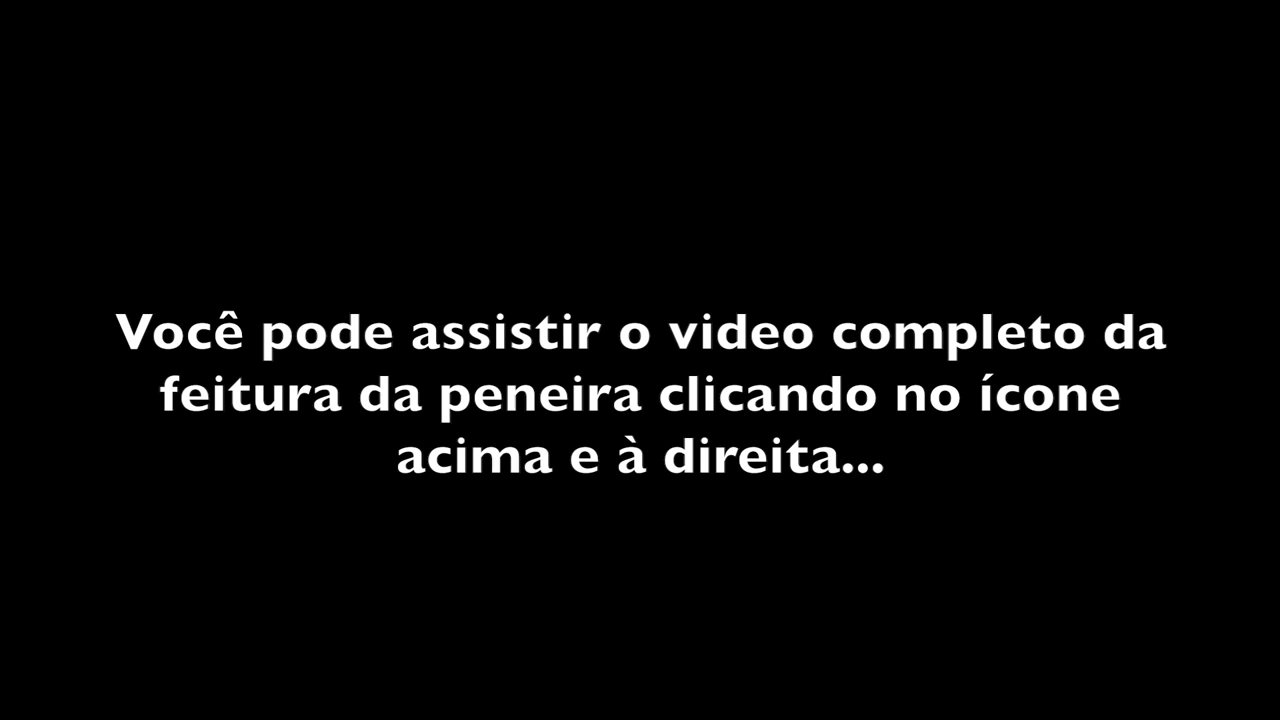 Você pode assistir o video completo da
feitura da peneira clicando no ícone
acima e à direita...